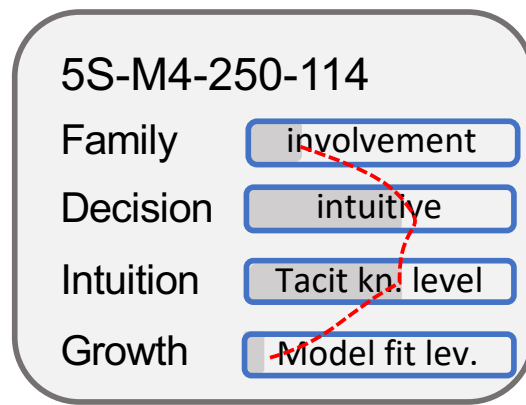 5S-M4-250-114
Family involvement
Decision intuitive
Intuition Tacit kn. level
Growth Model fit lev.